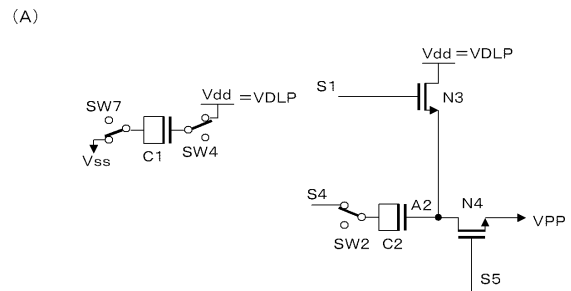 (A)
Vdd=VDLP
S1
N3
Vdd=VDLP
SW7
Vss
C1
SW4
S4
A2
N4
VPP
SW2
C2
S5